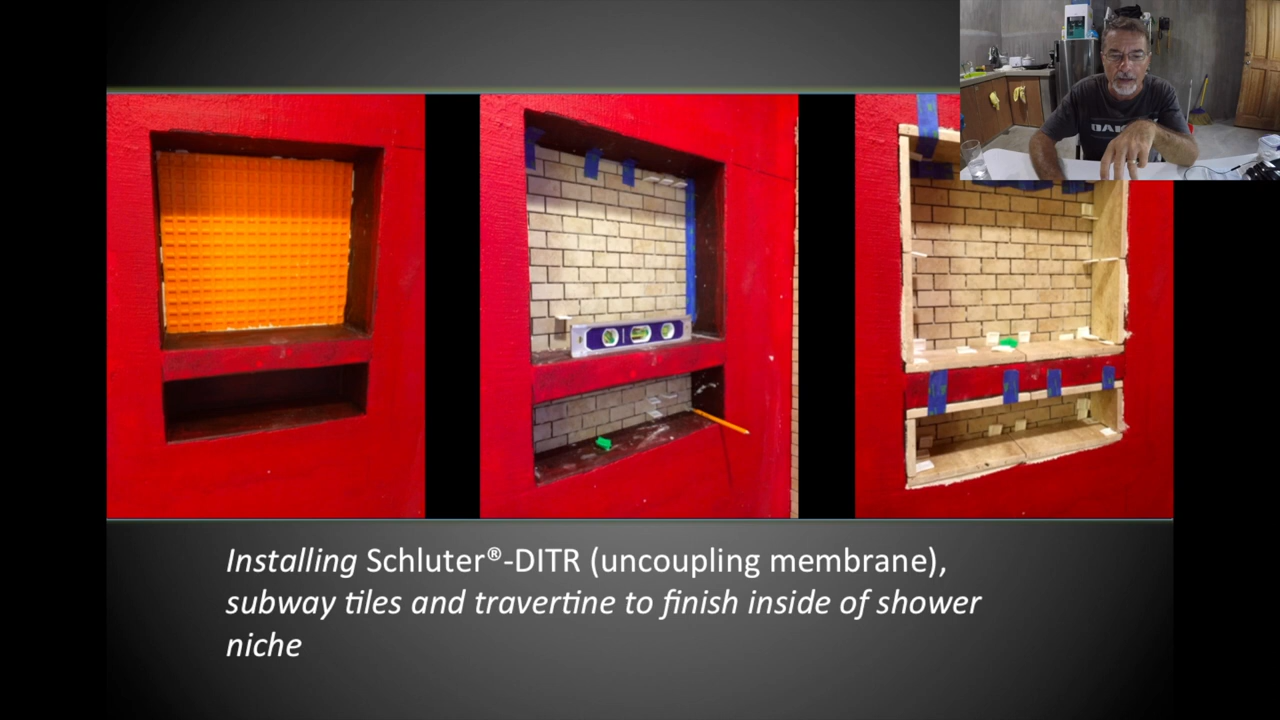 Installing Schluter®-DITR (uncoupling membrane),
subway tiles and travertine to finish inside of shower
niche